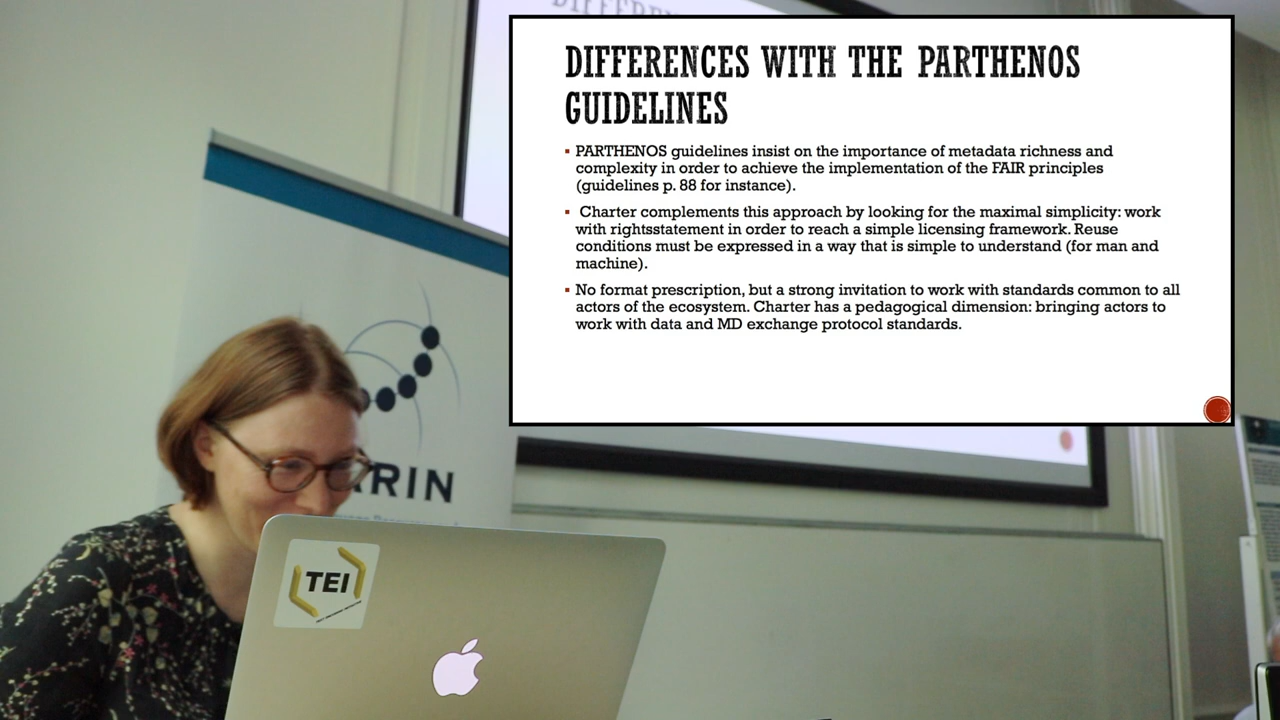 DIFFERENCES WITH THE PARTHENOS
GUIDELINES
▪ PARTHENOS guidelines insist on the importance of metadata richness and
complexity in order to achieve the implementation of the FAIR principles
(guidelines p. 88 for instance).
▪ Charter complements this approach by looking for the maximal simplicity: work
with rightsstatement in order to reach a simple licensing framework. Reuse
conditions must be expressed in a way that is simple to understand (for man and
machine).
▪ No format prescription, but a strong invitation to work with standards common to all
actors of the ecosystem. Charter has a pedagogical dimension: bringing actors to
work with data and MD exchange protocol standards.
RIN
TEI